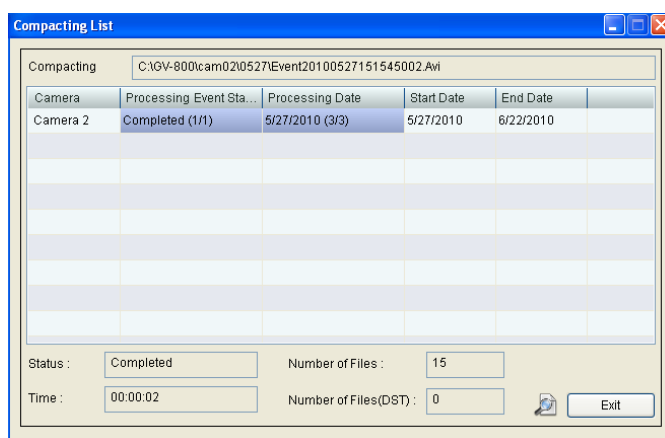 Compacting List
Compacting C:\GV-800\cam02\0527\Event20100527151545002.Avi
Camera Processing Event Sta... Processing Date Start Date End Date
Camera 2 Completed (1/1) 5/27/2010 (3/3) 5/27/2010 6/22/2010
Status : Completed Number of Files : 15
Time : 00:00:02 Number of Files(DST) : 0 Exit